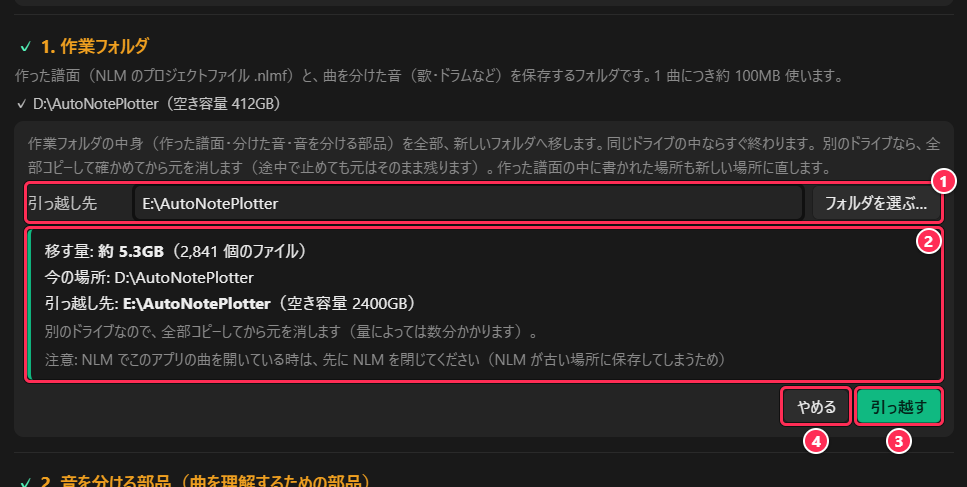 ✓ 1. 作業フォルダ
作った譜面（NLM のプロジェクトファイル .nlmf）と、曲を分けた音（歌・ドラムなど）を保存するフォルダです。1 曲につき約 100MB 使います。
✓ D:\AutoNotePlotter（空き容量 412GB）
作業フォルダの中身（作った譜面・分けた音・音を分ける部品）を全部、新しいフォルダへ移します。同じドライブの中ならすぐ終わります。別のドライブなら、全
部コピーして確かめてから元を消します（途中で止めても元はそのまま残ります）。作った譜面の中に書かれた場所も新しい場所に直します。
1
引っ越し先 E:\AutoNotePlotter フォルダを選ぶ...
2
移す量: 約 5.3GB（2,841 個のファイル）
今の場所: D:\AutoNotePlotter
引っ越し先: E:\AutoNotePlotter（空き容量 2400GB）
別のドライブなので、全部コピーしてから元を消します（量によっては数分かかります）。
注意: NLM でこのアプリの曲を開いている時は、先に NLM を閉じてください（NLM が古い場所に保存してしまうため）
やめる 引っ越す
4 3
✓ 2. 音を分ける部品（曲を理解するための部品）